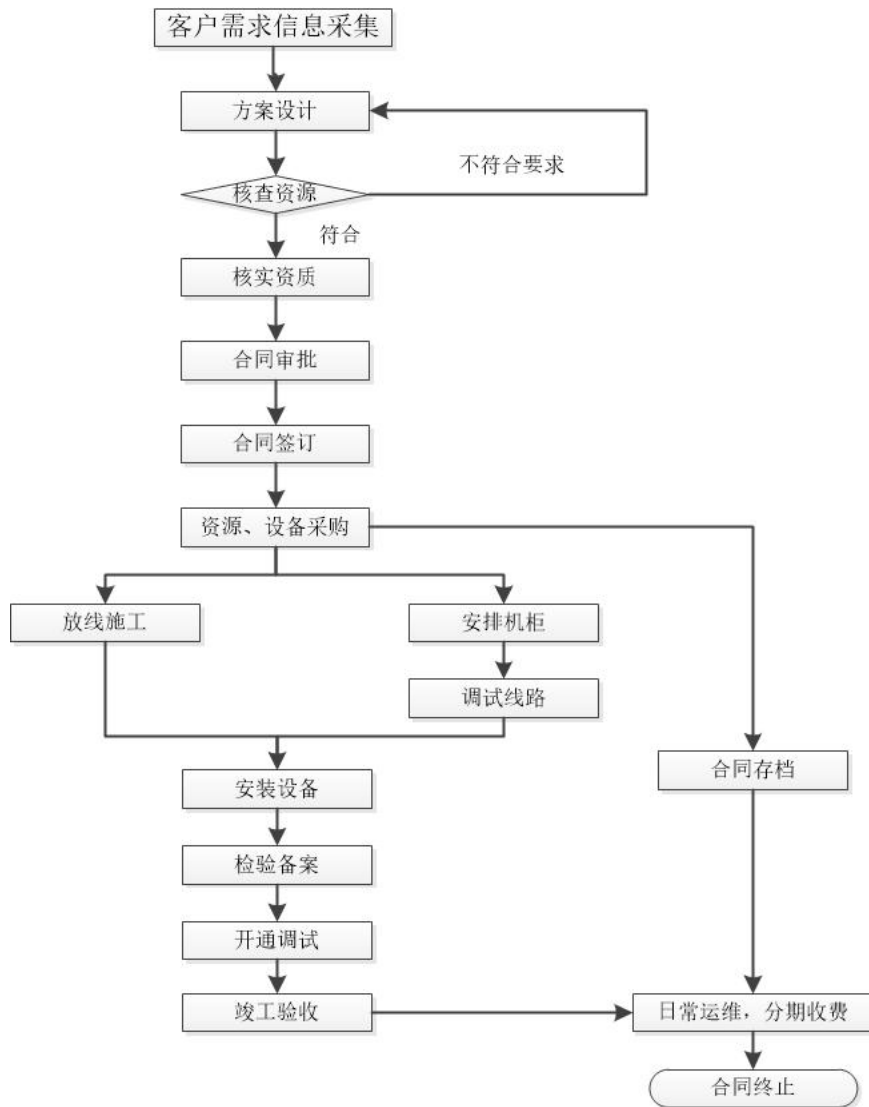 客户需求信息采集
方案设计
不符合要求
核查资源
符合
核实资质
合同审批
合同签订
资源、设备采购
放线施工
安排机柜
调试线路
合同存档
安装设备
检验备案
开通调试
竣工验收
日常运维，分期收费
合同终止